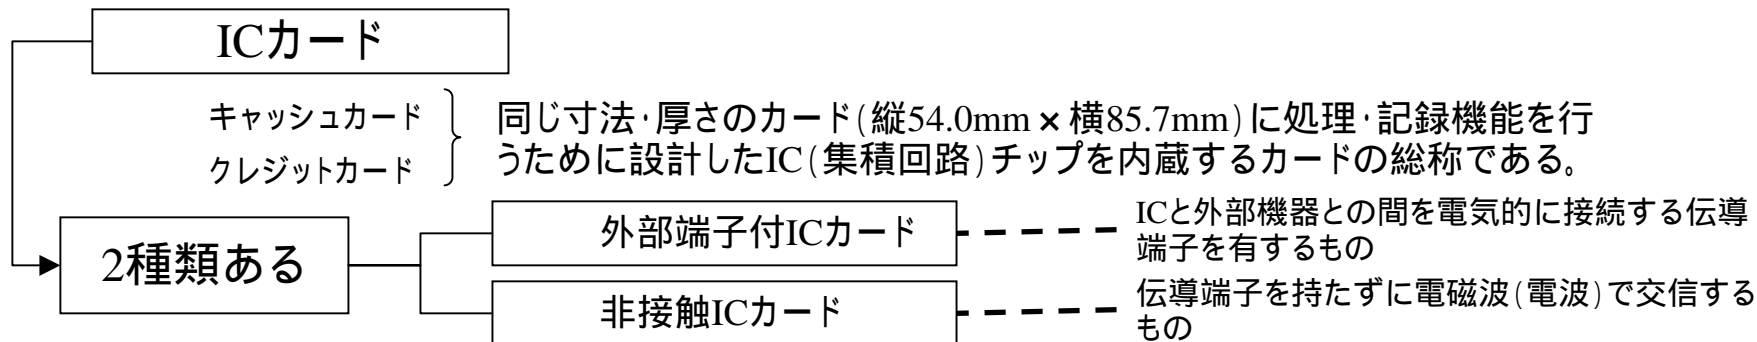 ICカード
キャッシュカード
クレジットカード
同じ寸法･厚さのカード(縦54.0mm×横85.7mm)に処理･記録機能を行
うために設計したIC(集積回路)チップを内蔵するカードの総称である。
2種類ある
外部端子付ICカード
ICと外部機器との間を電気的に接続する伝導
端子を有するもの
非接触ICカード
伝導端子を持たずに電磁波(電波)で交信する
もの